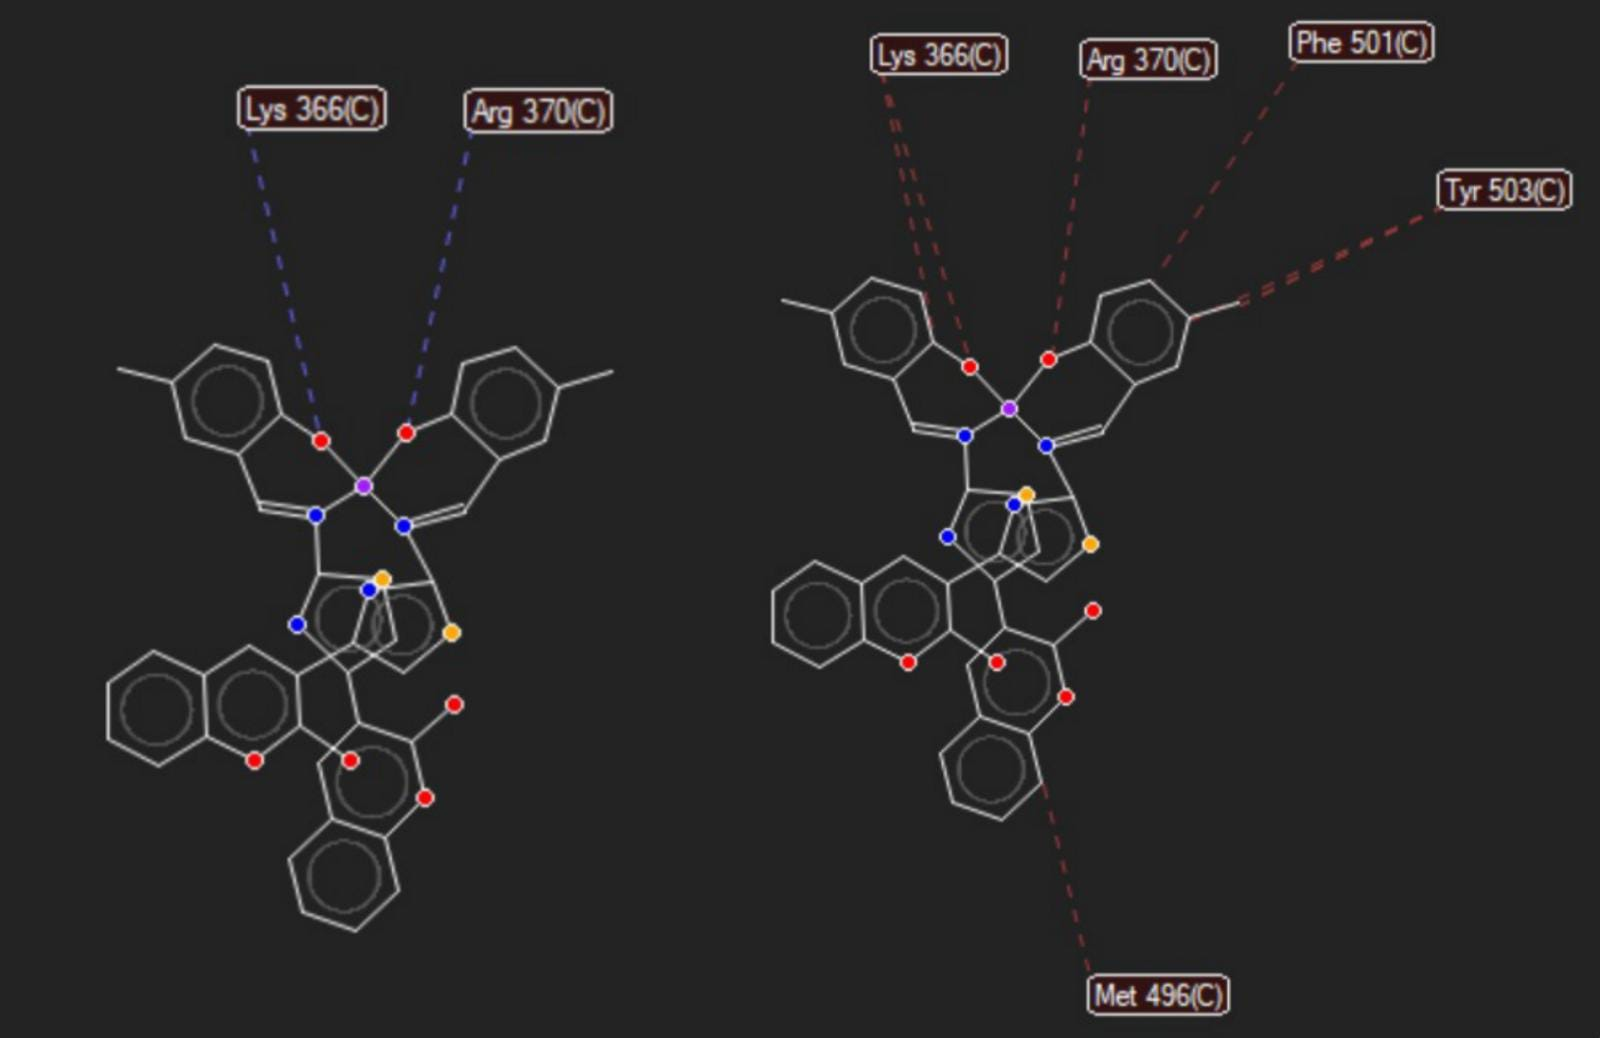 Lys 366(C)
Arg 370(C)
Lys 366(C)
Arg 370(C)
Phe 501(C)
Tyr 503(C)
Met 496(C)